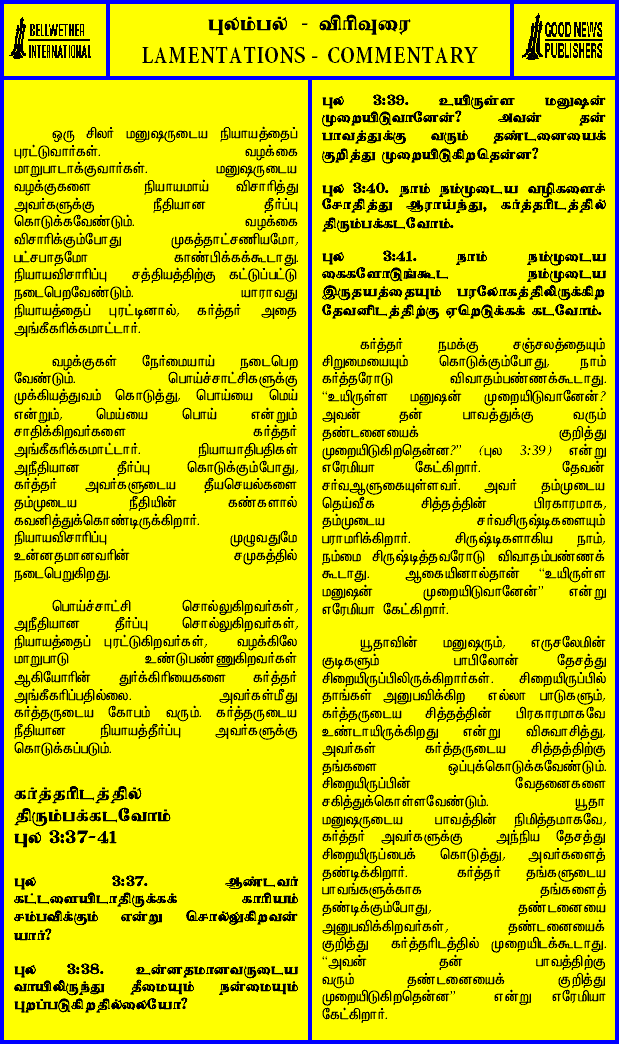 BELLWETHER
INTERNATIONAL
புலம்பல் - விரிவுரை
LAMENTATIONS - COMMENTARY
GOOD NEWS
PUBLISHERS
ஒரு சிலர் மனுஷருடைய நியாயத்தைப்
புரட்டுவார்கள். வழக்கை
மாறுபாடாக்குவார்கள். மனுஷருடைய
வழக்குகளை நியாயமாய் விசாரித்து
அவர்களுக்கு நீதியான தீர்ப்பு
கொடுக்கவேண்டும். வழக்கை
விசாரிக்கும்போது முகத்தாட்சணியமோ,
பட்சபாதமோ காண்பிக்கக்கூடாது.
நியாயவிசாரிப்பு சத்தியத்திற்கு கட்டுப்பட்டு
நடைபெறவேண்டும். யாராவது
நியாயத்தைப் புரட்டினால், கர்த்தர் அதை
அங்கீகரிக்கமாட்டார்.
வழக்குகள் நேர்மையாய் நடைபெற
வேண்டும். பொய்ச்சாட்சிகளுக்கு
முக்கியத்துவம் கொடுத்து, பொய்யை மெய்
என்றும், மெய்யை பொய் என்றும்
சாதிக்கிறவர்களை கர்த்தர்
அங்கீகரிக்கமாட்டார். நியாயாதிபதிகள்
அநீதியான தீர்ப்பு கொடுக்கும்போது,
கர்த்தர் அவர்களுடைய தீயசெயல்களை
தம்முடைய நீதியின் கண்களால்
கவனித்துக்கொண்டிருக்கிறார்.
நியாயவிசாரிப்பு முழுவதுமே
உன்னதமானவரின் சமுகத்தில்
நடைபெறுகிறது.
பொய்ச்சாட்சி சொல்லுகிறவர்கள்,
அநீதியான தீர்ப்பு சொல்லுகிறவர்கள்,
நியாயத்தைப் புரட்டுகிறவர்கள், வழக்கிலே
மாறுபாடு உண்டுபண்ணுகிறவர்கள்
ஆகியோரின் துர்க்கிரியைகளை கர்த்தர்
அங்கீகரிப்பதில்லை. அவர்கள்மீது
கர்த்தருடைய கோபம் வரும். கர்த்தருடைய
நீதியான நியாயத்தீர்ப்பு அவர்களுக்கு
கொடுக்கப்படும்.
கர்த்தரிடத்தில்
திரும்பக்கடவோம்
புல 3:37-41
புல 3:37. ஆண்டவர்
கட்டளையிடாதிருக்கக் காரியம்
சம்பவிக்கும் என்று சொல்லுகிறவன்
யார்?
புல 3:38. உன்னதமானவருடைய
வாயிலிருந்து தீமையும் நன்மையும்
புறப்படுகிறதில்லையோ?
புல 3:39. உயிருள்ள மனுஷன்
முறையிடுவானேன்? அவன் தன்
பாவத்துக்கு வரும் தண்டனையைக்
குறித்து முறையிடுகிறதென்ன?
புல 3:40. நாம் நம்முடைய வழிகளைச்
சோதித்து ஆராய்ந்து, கர்த்தரிடத்தில்
திரும்பக்கடவோம்.
புல 3:41. நாம் நம்முடைய
கைகளோடுங்கூட நம்முடைய
இருதயத்தையும் பரலோகத்திலிருக்கிற
தேவனிடத்திற்கு ஏறெடுக்கக் கடவோம்.
கர்த்தர் நமக்கு சஞ்சலத்தையும்
சிறுமையையும் கொடுக்கும்போது, நாம்
கர்த்தரோடு விவாதம்பண்ணக்கூடாது.
"உயிருள்ள மனுஷன் முறையிடுவானேன்?
அவன் தன் பாவத்துக்கு வரும்
தண்டனையைக் குறித்து
முறையிடுகிறதென்ன?" (புல 3:39) என்று
எரேமியா கேட்கிறார். தேவன்
சர்வஆளுகையுள்ளவர். அவர் தம்முடைய
தெய்வீக சித்தத்தின் பிரகாரமாக,
தம்முடைய சர்வசிருஷ்டிகளையும்
பராமரிக்கிறார். சிருஷ்டிகளாகிய நாம்,
நம்மை சிருஷ்டித்தவரோடு விவாதம்பண்ணக்
கூடாது. ஆகையினால்தான் "உயிருள்ள
மனுஷன் முறையிடுவானேன்" என்று
எரேமியா கேட்கிறார்.
யூதாவின் மனுஷரும், எருசலேமின்
குடிகளும் பாபிலோன் தேசத்து
சிறையிருப்பிலிருக்கிறார்கள். சிறையிருப்பில்
தாங்கள் அனுபவிக்கிற எல்லா பாடுகளும்,
கர்த்தருடைய சித்தத்தின் பிரகாரமாகவே
உண்டாயிருக்கிறது என்று விசுவாசித்து,
அவர்கள் கர்த்தருடைய சித்தத்திற்கு
தங்களை ஒப்புக்கொடுக்கவேண்டும்.
சிறையிருப்பின் வேதனைகளை
சகித்துக்கொள்ளவேண்டும். யூதா
மனுஷருடைய பாவத்தின் நிமித்தமாகவே,
கர்த்தர் அவர்களுக்கு அந்நிய தேசத்து
சிறையிருப்பைக் கொடுத்து, அவர்களைத்
தண்டிக்கிறார். கர்த்தர் தங்களுடைய
பாவங்களுக்காக தங்களைத்
தண்டிக்கும்போது, தண்டனையை
அனுபவிக்கிறவர்கள், தண்டனையைக்
குறித்து கர்த்தரிடத்தில் முறையிடக்கூடாது.
"அவன் தன் பாவத்திற்கு
வரும் தண்டனையைக் குறித்து
முறையிடுகிறதென்ன" என்று எரேமியா
கேட்கிறார்.